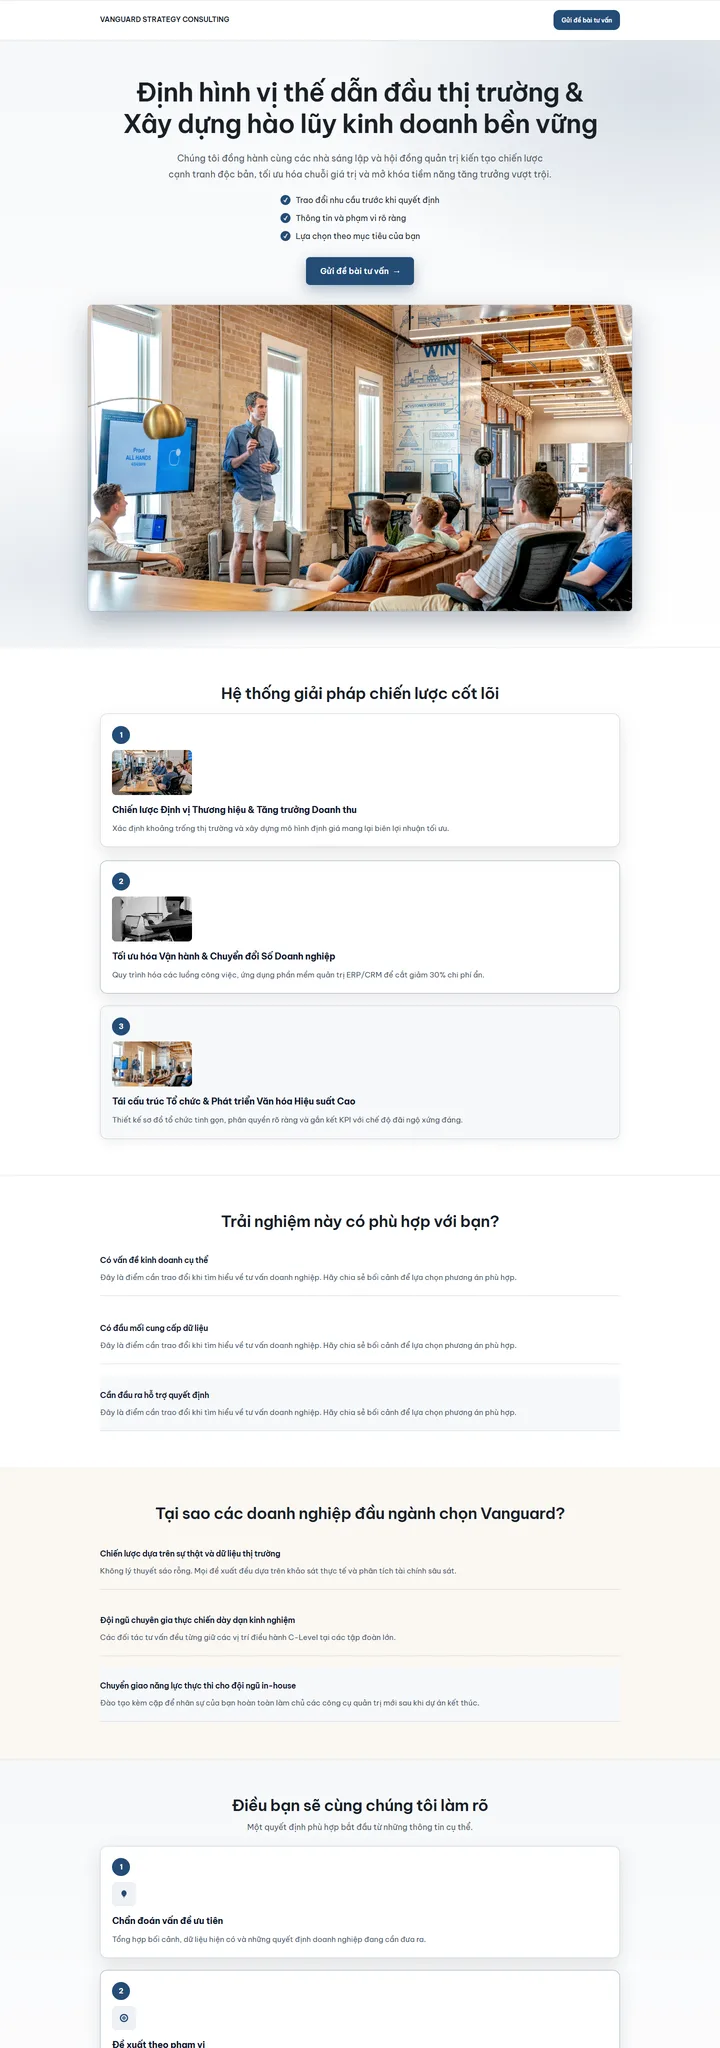 VANGUARD STRATEGY CONSULTING
Gửi đề bài tư vấn
Định hình vị thế dẫn đầu thị trường &
Xây dựng hào lũy kinh doanh bền vững
Chúng tôi đồng hành cùng các nhà sáng lập và hội đồng quản trị kiến tạo chiến lược
cạnh tranh độc bản, tối ưu hóa chuỗi giá trị và mở khóa tiềm năng tăng trưởng vượt trội.
Trao đổi nhu cầu trước khi quyết định
Thông tin và phạm vi rõ ràng
Lựa chọn theo mục tiêu của bạn
Gửi đề bài tư vấn →
WIN
Proof
ALL HANDS
Hệ thống giải pháp chiến lược cốt lõi
1
Chiến lược Định vị Thương hiệu & Tăng trưởng Doanh thu
Xác định khoảng trống thị trường và xây dựng mô hình định giá mang lại biên lợi nhuận tối ưu.
2
Tối ưu hóa Vận hành & Chuyển đổi Số Doanh nghiệp
Quy trình hóa các luồng công việc, ứng dụng phần mềm quản trị ERP/CRM để cắt giảm 30% chi phí ẩn.
3
Tái cấu trúc Tổ chức & Phát triển Văn hóa Hiệu suất Cao
Thiết kế sơ đồ tổ chức tinh gọn, phân quyền rõ ràng và gắn kết KPI với chế độ đãi ngộ xứng đáng.
Trải nghiệm này có phù hợp với bạn?
Có vấn đề kinh doanh cụ thể
Đây là điểm cần trao đổi khi tìm hiểu về tư vấn doanh nghiệp. Hãy chia sẻ bối cảnh để lựa chọn phương án phù hợp.
Có đầu mối cung cấp dữ liệu
Đây là điểm cần trao đổi khi tìm hiểu về tư vấn doanh nghiệp. Hãy chia sẻ bối cảnh để lựa chọn phương án phù hợp.
Cần đầu ra hỗ trợ quyết định
Đây là điểm cần trao đổi khi tìm hiểu về tư vấn doanh nghiệp. Hãy chia sẻ bối cảnh để lựa chọn phương án phù hợp.
Tại sao các doanh nghiệp đầu ngành chọn Vanguard?
Chiến lược dựa trên sự thật và dữ liệu thị trường
Không lý thuyết sáo rỗng. Mọi đề xuất đều dựa trên khảo sát thực tế và phân tích tài chính sâu sát.
Đội ngũ chuyên gia thực chiến dày dạn kinh nghiệm
Các đối tác tư vấn đều từng giữ các vị trí điều hành C-Level tại các tập đoàn lớn.
Chuyển giao năng lực thực thi cho đội ngũ in-house
Đào tạo kèm cặp để nhân sự của bạn hoàn toàn làm chủ các công cụ quản trị mới sau khi dự án kết thúc.
Điều bạn sẽ cùng chúng tôi làm rõ
Một quyết định phù hợp bắt đầu từ những thông tin cụ thể.
1
Chẩn đoán vấn đề ưu tiên
Tổng hợp bối cảnh, dữ liệu hiện có và những quyết định doanh nghiệp đang cần đưa ra.
2
Đề xuất theo phạm vi